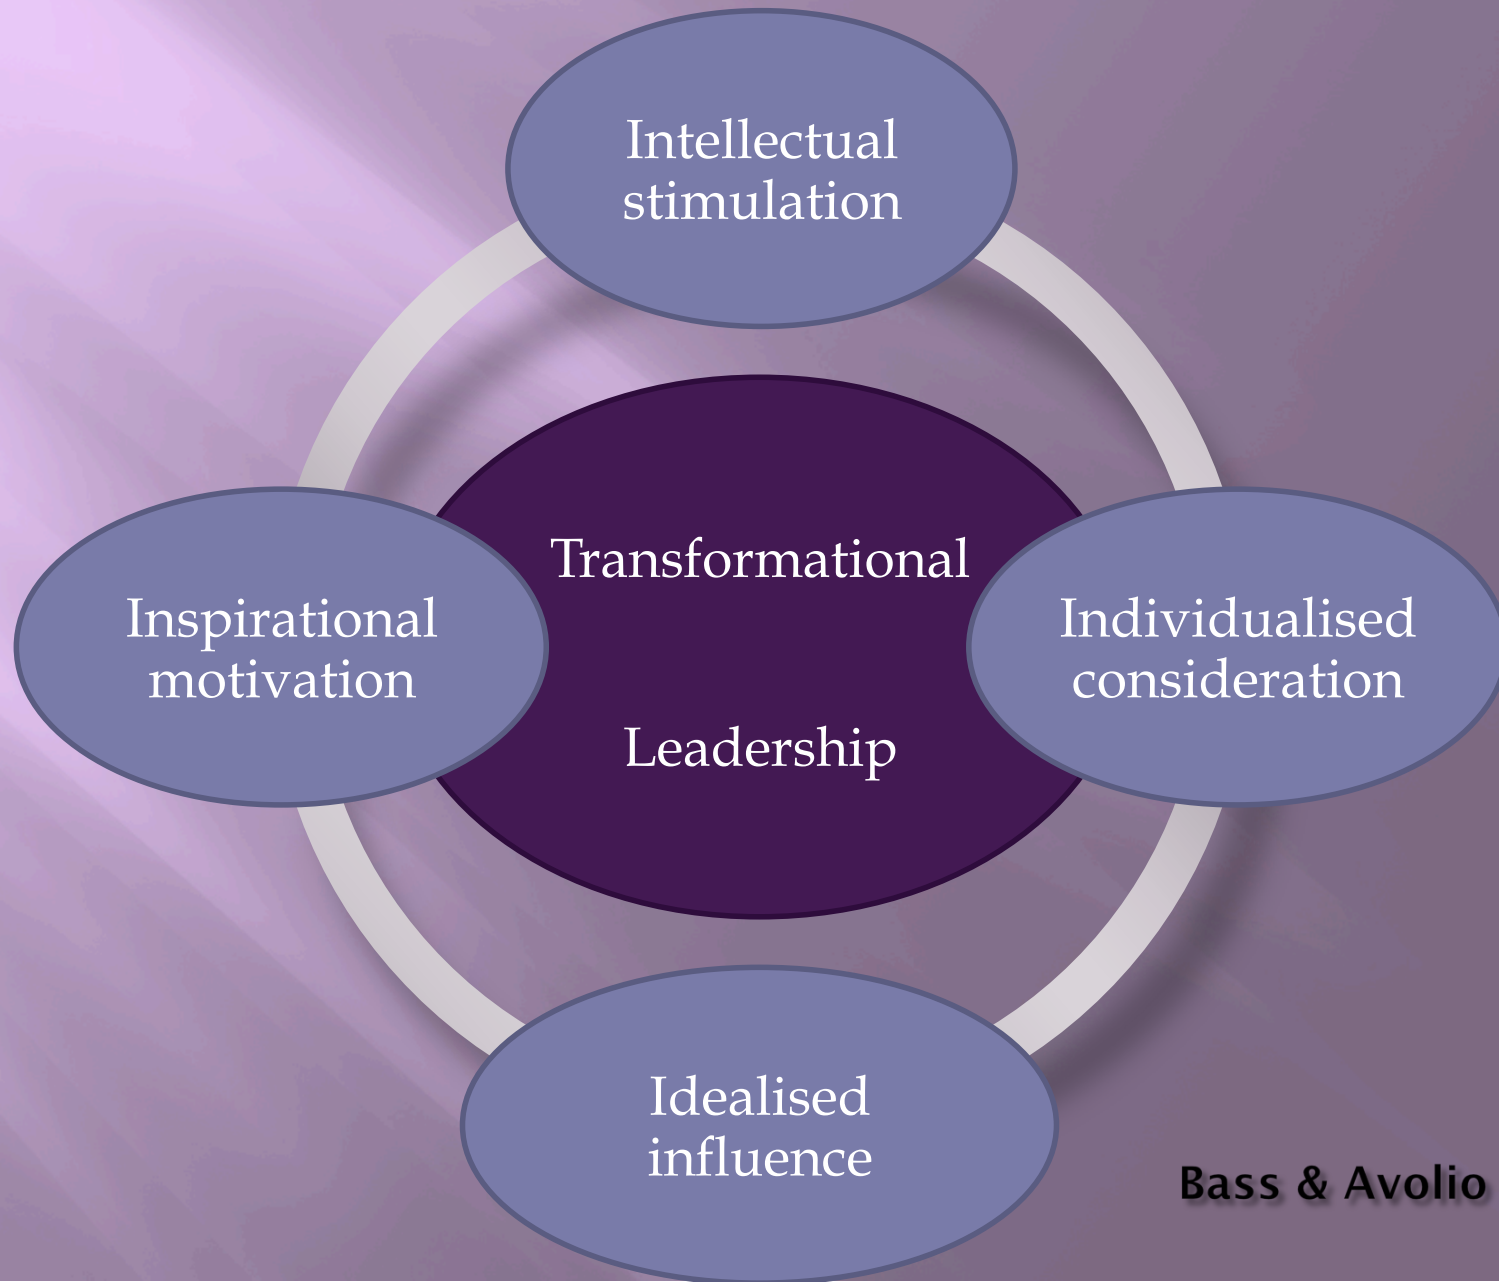 Intellectual
stimulation
Transformational
Leadership
Inspirational
motivation
Individualised
consideration
Idealised
influence
Bass & Avolio